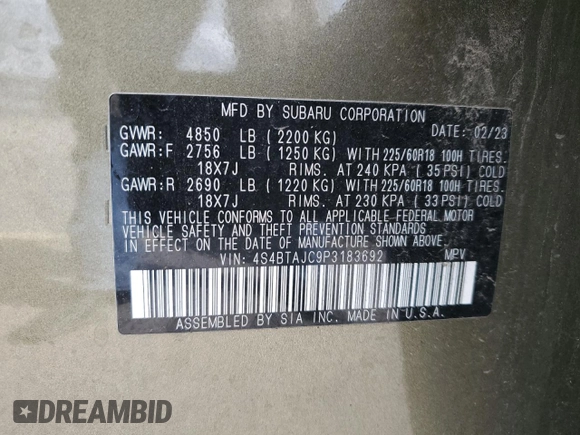 MFD BY SUBARU CORPORATION
GVWR: 4850 LB (2200 KG) DATE: 02/23
GAWR:F 2756 LB (1250 KG) WITH 225/60R18 100H TIRES.
18X7J RIMS. AT 240 KPA (35 PSI) COLD
GAWR:R 2690 LB (1220 KG) WITH 225/60R18 100H TIRES.
18X7J RIMS. AT 230 KPA (33 PSI) COLD
THIS VEHICLE CONFORMS TO ALL APPLICABLE FEDERAL MOTOR
VEHICLE SAFETY, BUMPER, AND THEFT PREVENTION STANDARDS
IN EFFECT ON THE DATE OF MANUFACTURE SHOWN ABOVE.
VIN: 4S4BTAJC9P3183692 MPV
ASSEMBLED BY SIA INC. MADE IN U.S.A.
DREAMBID